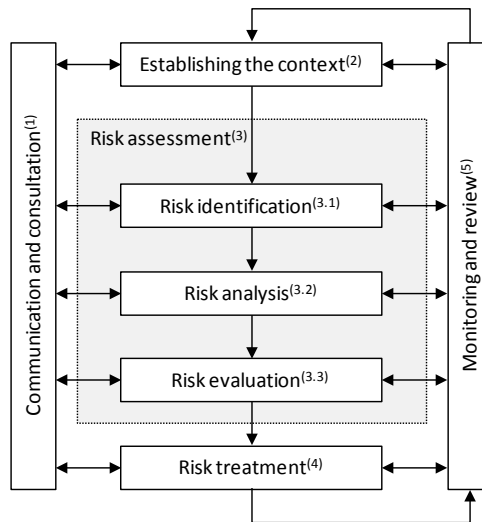 Establishing the context(2)
Communication and consultation(1)
Risk assessment(3)
Risk identification(3.1)
Risk analysis(3.2)
Risk evaluation(3.3)
Risk treatment(4)
Monitoring and review(5)